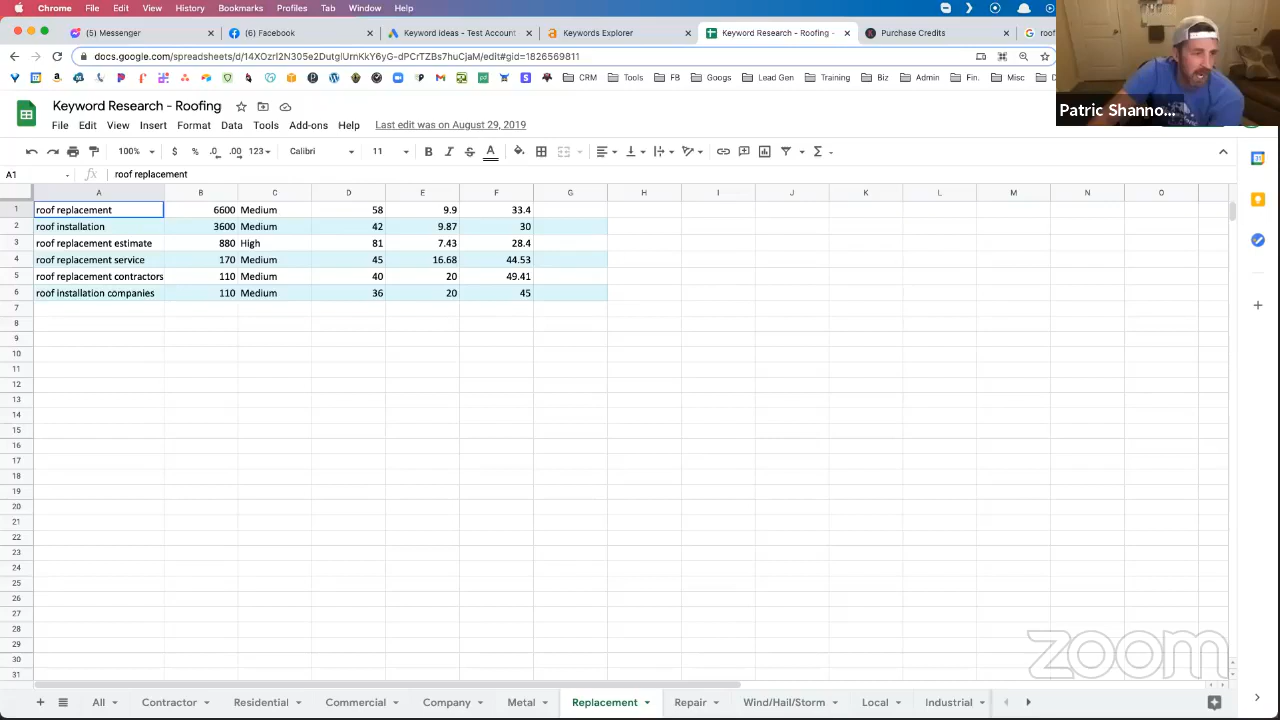 Chrome File Edit View History Bookmarks Profiles Tab Window Help
(5) Messenger
(6) Facebook
Keyword ideas - Test Account
Keywords Explorer
Keyword Research - Roofing -
Purchase Credits
roof
docs.google.com/spreadsheets/d/14XOzrl2N305e2DutglUrnKkY6yG-dPCrTZBs7huCjaM/edit#gid=1826569811
CRM Tools FB Googs Lead Gen Training Biz Admin Fin. Misc
Patric Shanno...
Keyword Research - Roofing
File Edit View Insert Format Data Tools Add-ons Help Last edit was on August 29, 2019
100% $ % .0 .00 123 Calibri 11 B I S A
A1 fx roof replacement
A B C D E F G H I J K L M N O
1 roof replacement 6600 Medium 58 9.9 33.4
2 roof installation 3600 Medium 42 9.87 30
3 roof replacement estimate 880 High 81 7.43 28.4
4 roof replacement service 170 Medium 45 16.68 44.53
5 roof replacement contractors 110 Medium 40 20 49.41
6 roof installation companies 110 Medium 36 20 45
7
8
9
10
11
12
13
14
15
16
17
18
19
20
21
22
23
24
25
26
27
28
29
30
31
zoom
All Contractor Residential Commercial Company Metal Replacement Repair Wind/Hail/Storm Local Industrial